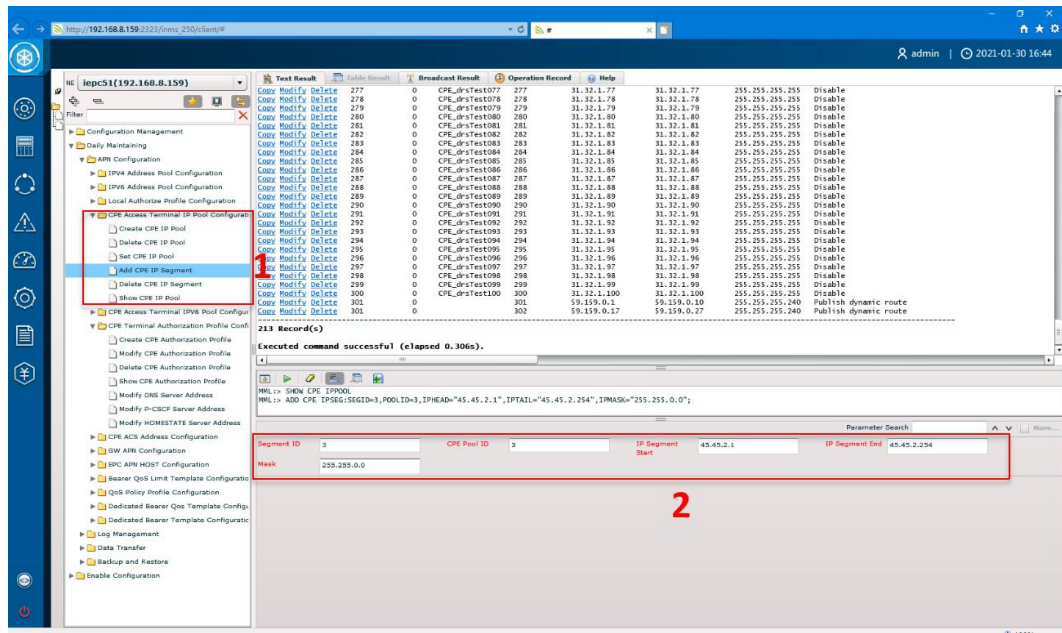 http://192.168.8.159:2323/inms_250/client/#
#
admin | 2021-01-30 16:44
NE iepc51(192.168.8.159)
Filter
Configuration Management
Daily Maintaining
APN Configuration
IPV4 Address Pool Configuration
IPV6 Address Pool Configuration
Local Authorize Profile Configuration
CPE Access Terminal IP Pool Configurati
Create CPE IP Pool
Delete CPE IP Pool
Set CPE IP Pool
Add CPE IP Segment
Delete CPE IP Segment
Show CPE IP Pool
CPE Access Terminal IPV6 Pool Configur
CPE Terminal Authorization Profile Confi
Create CPE Authorization Profile
Modify CPE Authorization Profile
Delete CPE Authorization Profile
Show CPE Authorization Profile
Modify DNS Server Address
Modify P-CSCF Server Address
Modify HOMESTATE Server Address
CPE ACS Address Configuration
GW APN Configuration
EPC APN HOST Configuration
Bearer QoS Limit Template Configuratio
QoS Policy Profile Configuration
Dedicated Bearer Qos Template Configu
Dedicated Bearer Template Configuratic
Log Management
Data Transfer
Backup and Restore
Enable Configuration
1
Text Result Table Result Broadcast Result Operation Record Help
Copy Modify Delete 277 0 CPE_drsTest077 277 31.32.1.77 31.32.1.77 255.255.255.255 Disable
Copy Modify Delete 278 0 CPE_drsTest078 278 31.32.1.78 31.32.1.78 255.255.255.255 Disable
Copy Modify Delete 279 0 CPE_drsTest079 279 31.32.1.79 31.32.1.79 255.255.255.255 Disable
Copy Modify Delete 280 0 CPE_drsTest080 280 31.32.1.80 31.32.1.80 255.255.255.255 Disable
Copy Modify Delete 281 0 CPE_drsTest081 281 31.32.1.81 31.32.1.81 255.255.255.255 Disable
Copy Modify Delete 282 0 CPE_drsTest082 282 31.32.1.82 31.32.1.82 255.255.255.255 Disable
Copy Modify Delete 283 0 CPE_drsTest083 283 31.32.1.83 31.32.1.83 255.255.255.255 Disable
Copy Modify Delete 284 0 CPE_drsTest084 284 31.32.1.84 31.32.1.84 255.255.255.255 Disable
Copy Modify Delete 285 0 CPE_drsTest085 285 31.32.1.85 31.32.1.85 255.255.255.255 Disable
Copy Modify Delete 286 0 CPE_drsTest086 286 31.32.1.86 31.32.1.86 255.255.255.255 Disable
Copy Modify Delete 287 0 CPE_drsTest087 287 31.32.1.87 31.32.1.87 255.255.255.255 Disable
Copy Modify Delete 288 0 CPE_drsTest088 288 31.32.1.88 31.32.1.88 255.255.255.255 Disable
Copy Modify Delete 289 0 CPE_drsTest089 289 31.32.1.89 31.32.1.89 255.255.255.255 Disable
Copy Modify Delete 290 0 CPE_drsTest090 290 31.32.1.90 31.32.1.90 255.255.255.255 Disable
Copy Modify Delete 291 0 CPE_drsTest091 291 31.32.1.91 31.32.1.91 255.255.255.255 Disable
Copy Modify Delete 292 0 CPE_drsTest092 292 31.32.1.92 31.32.1.92 255.255.255.255 Disable
Copy Modify Delete 293 0 CPE_drsTest093 293 31.32.1.93 31.32.1.93 255.255.255.255 Disable
Copy Modify Delete 294 0 CPE_drsTest094 294 31.32.1.94 31.32.1.94 255.255.255.255 Disable
Copy Modify Delete 295 0 CPE_drsTest095 295 31.32.1.95 31.32.1.95 255.255.255.255 Disable
Copy Modify Delete 296 0 CPE_drsTest096 296 31.32.1.96 31.32.1.96 255.255.255.255 Disable
Copy Modify Delete 297 0 CPE_drsTest097 297 31.32.1.97 31.32.1.97 255.255.255.255 Disable
Copy Modify Delete 298 0 CPE_drsTest098 298 31.32.1.98 31.32.1.98 255.255.255.255 Disable
Copy Modify Delete 299 0 CPE_drsTest099 299 31.32.1.99 31.32.1.99 255.255.255.255 Disable
Copy Modify Delete 300 0 CPE_drsTest100 300 31.32.1.100 31.32.1.100 255.255.255.255 Disable
Copy Modify Delete 301 0 301 59.159.0.1 59.159.0.10 255.255.255.240 Publish dynamic route
Copy Modify Delete 301 0 302 59.159.0.17 59.159.0.27 255.255.255.240 Publish dynamic route
213 Record(s)
Executed command successful (elapsed 0.306s).
MML:> SHOW CPE IPPOOL
MML:> ADD CPE IPSEG:SEGID=3,POOLID=3,IPHEAD="45.45.2.1",IPTAIL="45.45.2.254",IPMASK="255.255.0.0";
Parameter Search More...
Segment ID 3 CPE Pool ID 3 IP Segment Start 45.45.2.1 IP Segment End 45.45.2.254
Mask 255.255.0.0
2